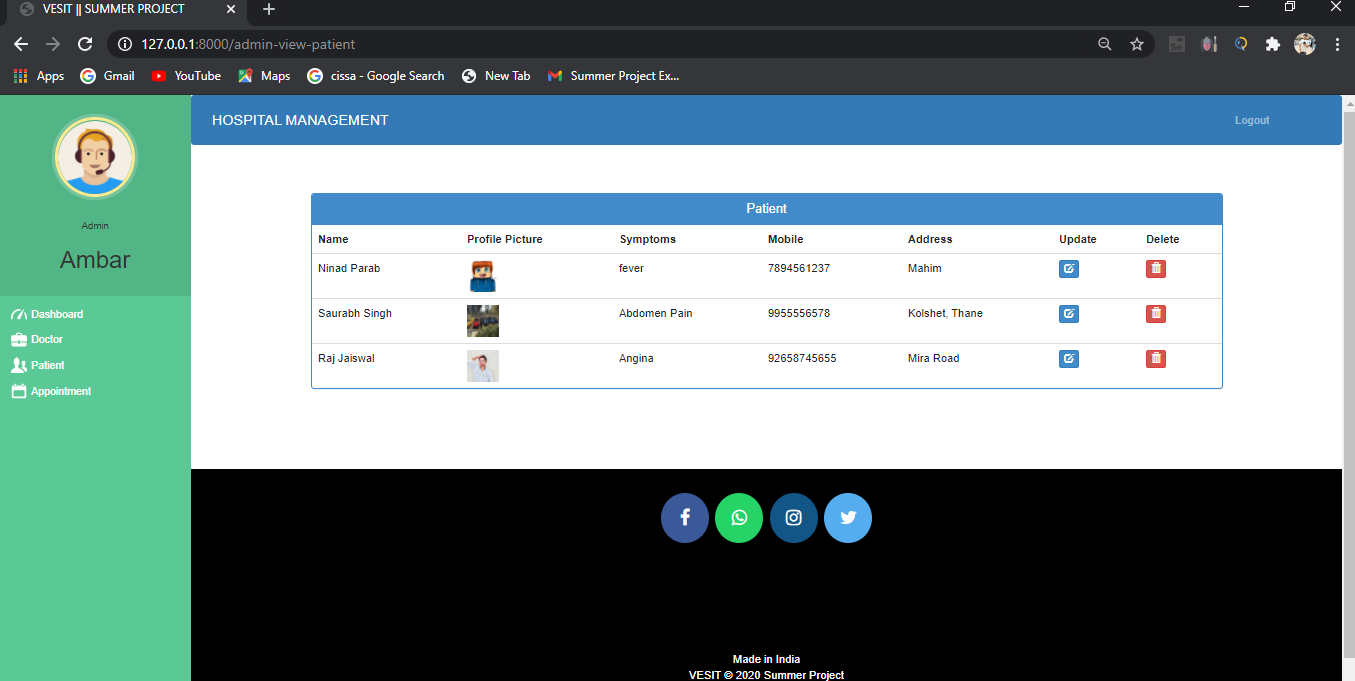 VESIT || SUMMER PROJECT
127.0.0.1:8000/admin-view-patient
Apps Gmail YouTube Maps cissa - Google Search New Tab Summer Project Ex...
HOSPITAL MANAGEMENT Logout
Admin
Ambar
Dashboard
Doctor
Patient
Appointment
Patient
Name Profile Picture Symptoms Mobile Address Update Delete
Ninad Parab fever 7894561237 Mahim
Saurabh Singh Abdomen Pain 9955556578 Kolshet, Thane
Raj Jaiswal Angina 92658745655 Mira Road
Made in India
VESIT © 2020 Summer Project